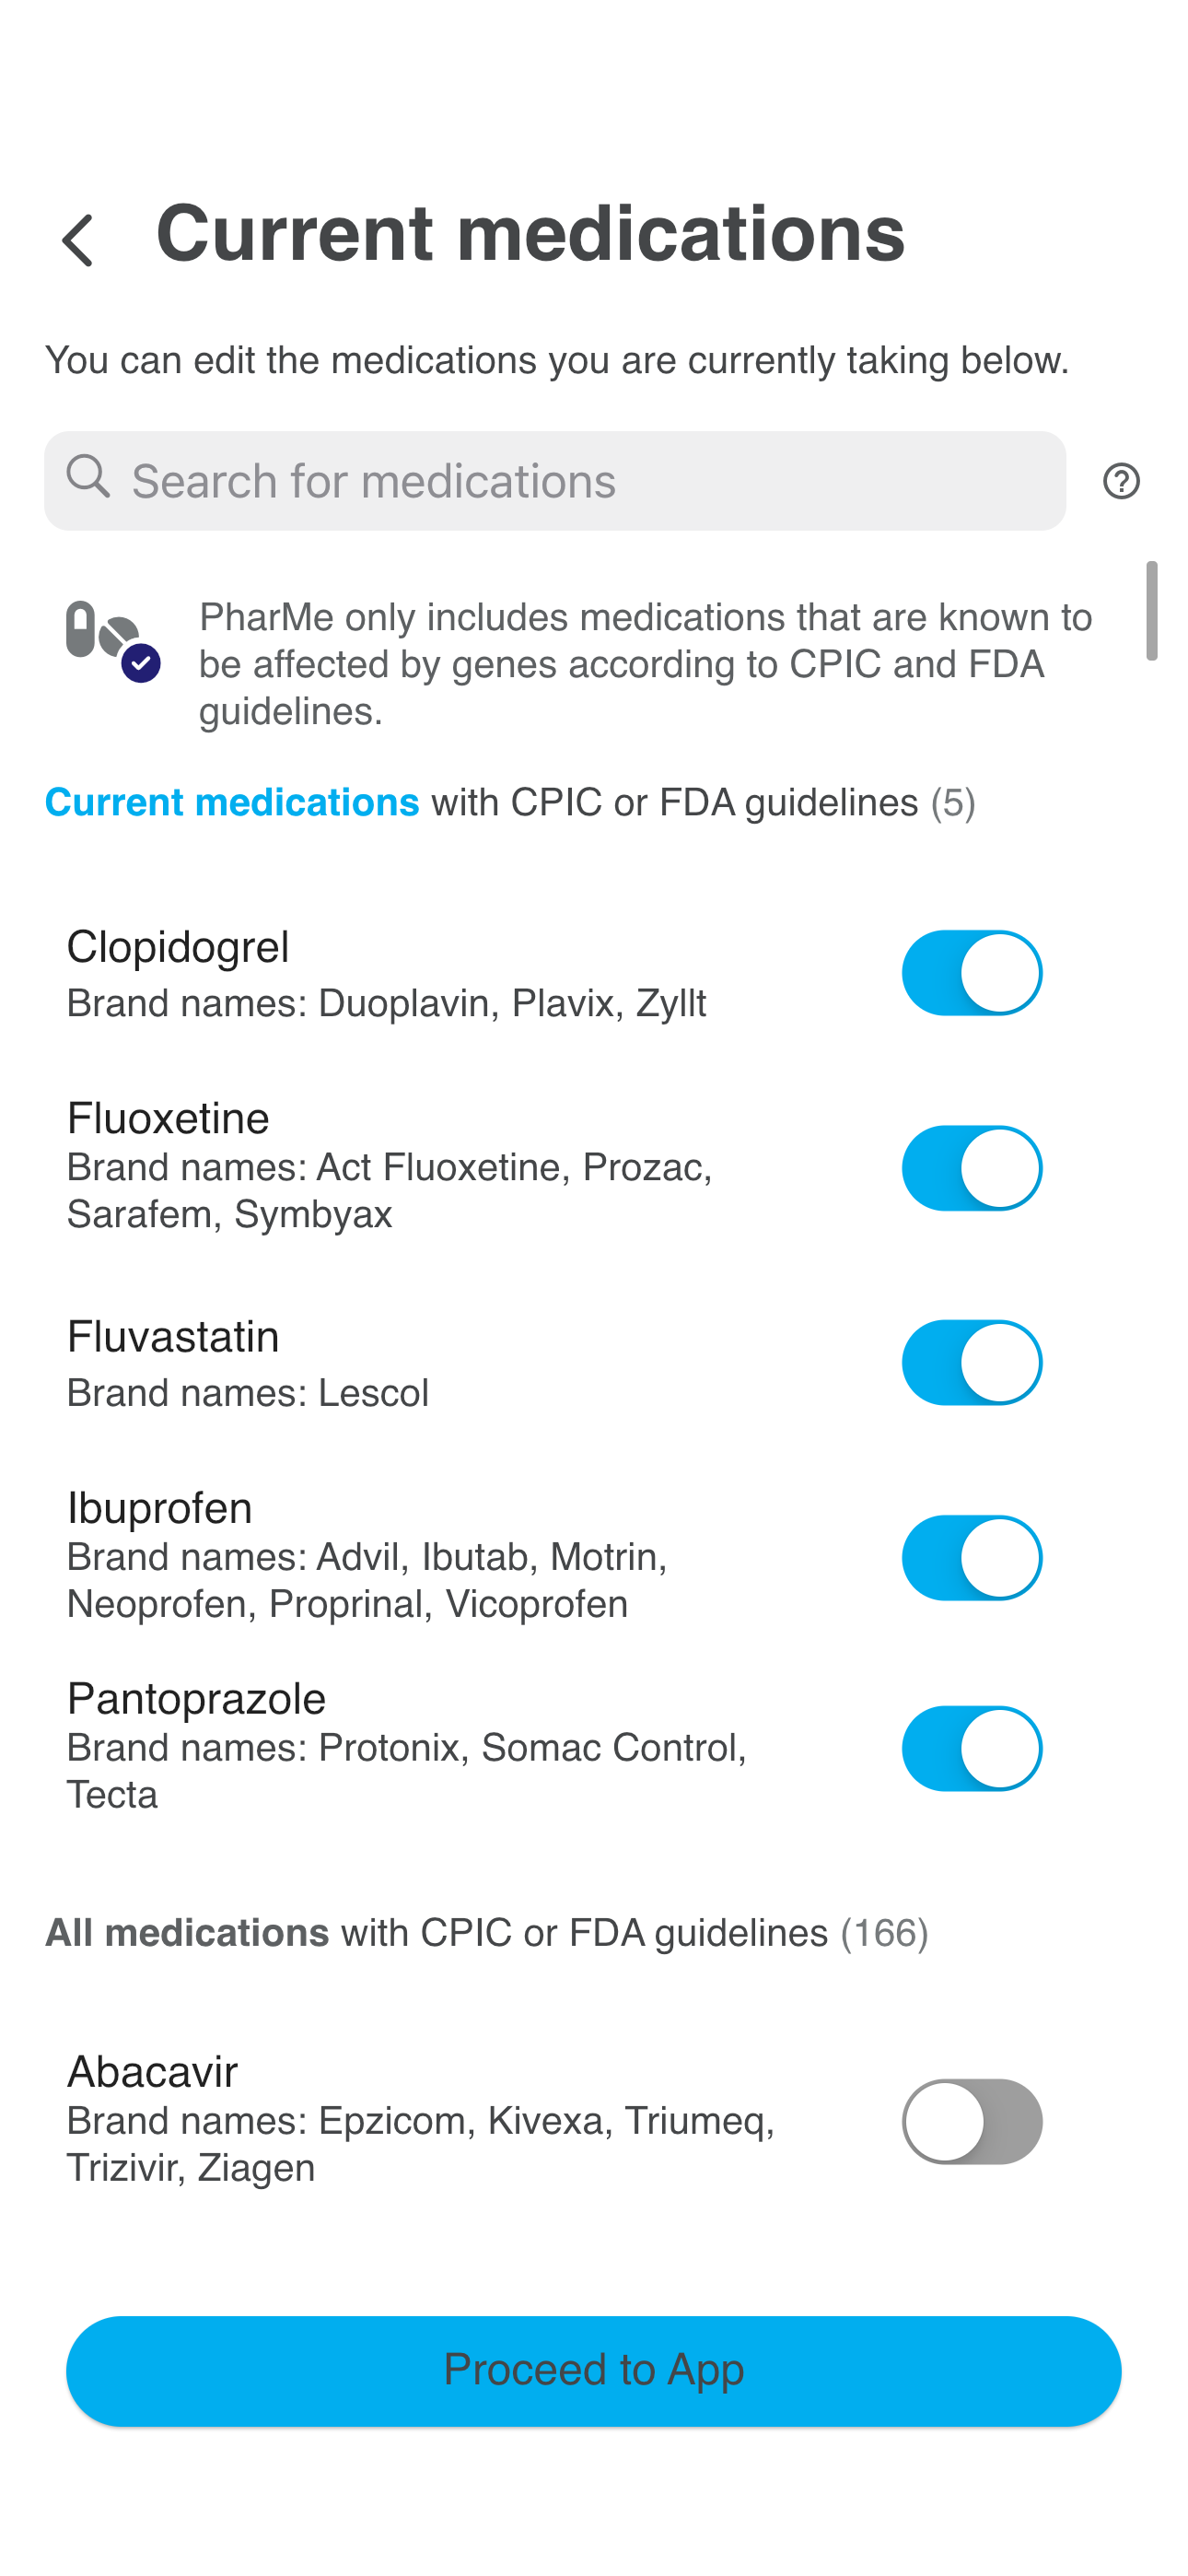 Current medications
You can edit the medications you are currently taking below.
Search for medications
PharMe only includes medications that are known to
be affected by genes according to CPIC and FDA
guidelines.
Current medications with CPIC or FDA guidelines (5)
Clopidogrel
Brand names: Duoplavin, Plavix, Zyllt
Fluoxetine
Brand names: Act Fluoxetine, Prozac,
Sarafem, Symbyax
Fluvastatin
Brand names: Lescol
Ibuprofen
Brand names: Advil, Ibutab, Motrin,
Neoprofen, Proprinal, Vicoprofen
Pantoprazole
Brand names: Protonix, Somac Control,
Tecta
All medications with CPIC or FDA guidelines (166)
Abacavir
Brand names: Epzicom, Kivexa, Triumeq,
Trizivir, Ziagen
Proceed to App